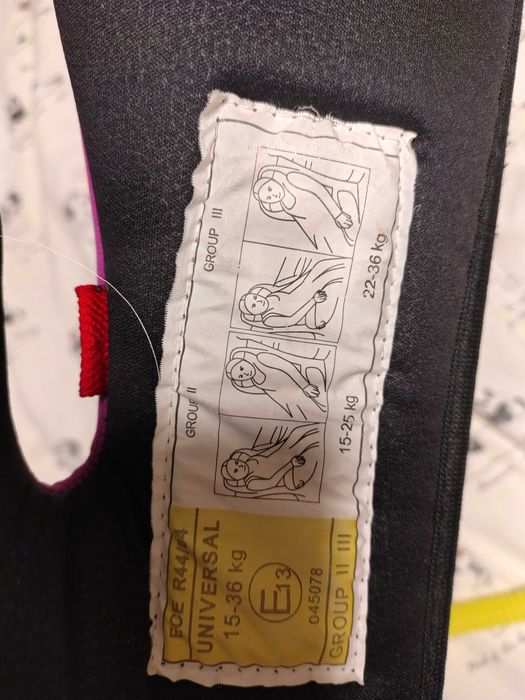 GROUP III
22-36 kg
GROUP II
15-25 kg
ECE R44/04
UNIVERSAL
15-36 kg
E13
045078
GROUP II III